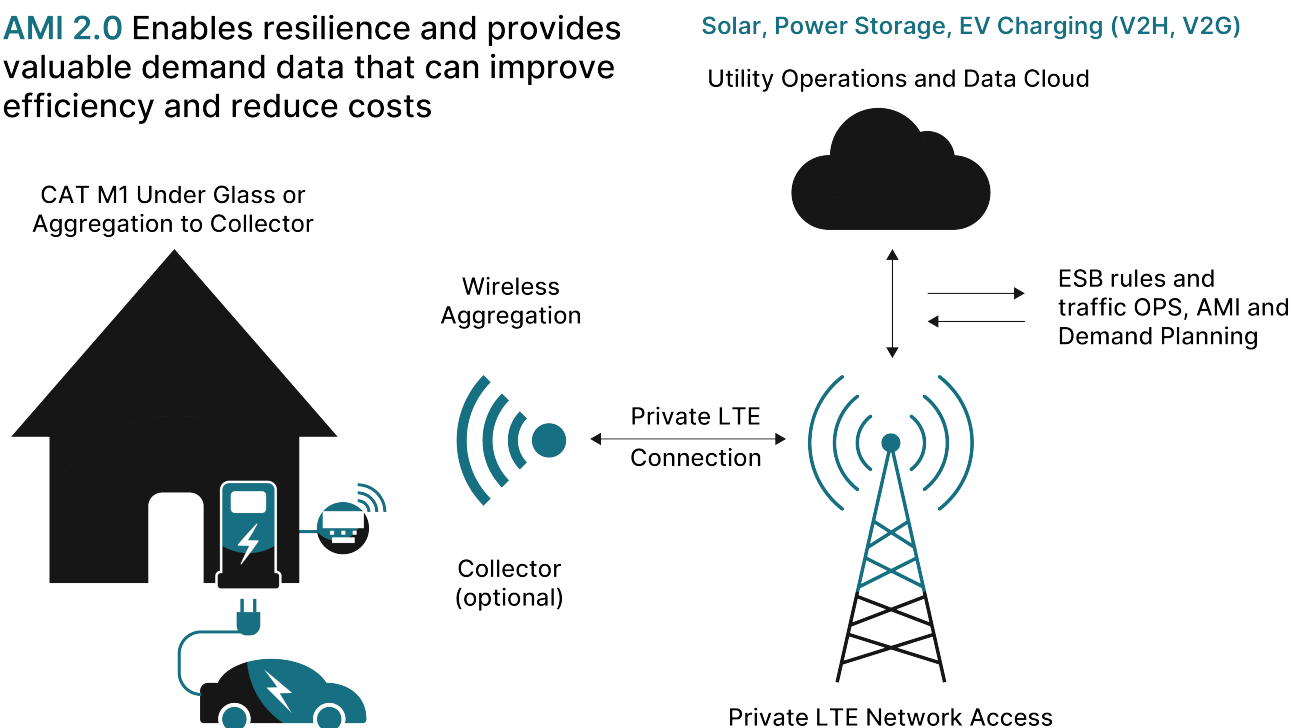 AMI 2.0 Enables resilience and provides
valuable demand data that can improve
efficiency and reduce costs
Solar, Power Storage, EV Charging (V2H, V2G)
Utility Operations and Data Cloud
CAT M1 Under Glass or
Aggregation to Collector
Wireless
Aggregation
ESB rules and
traffic OPS, AMI and
Demand Planning
Private LTE
Connection
Collector
(optional)
Private LTE Network Access